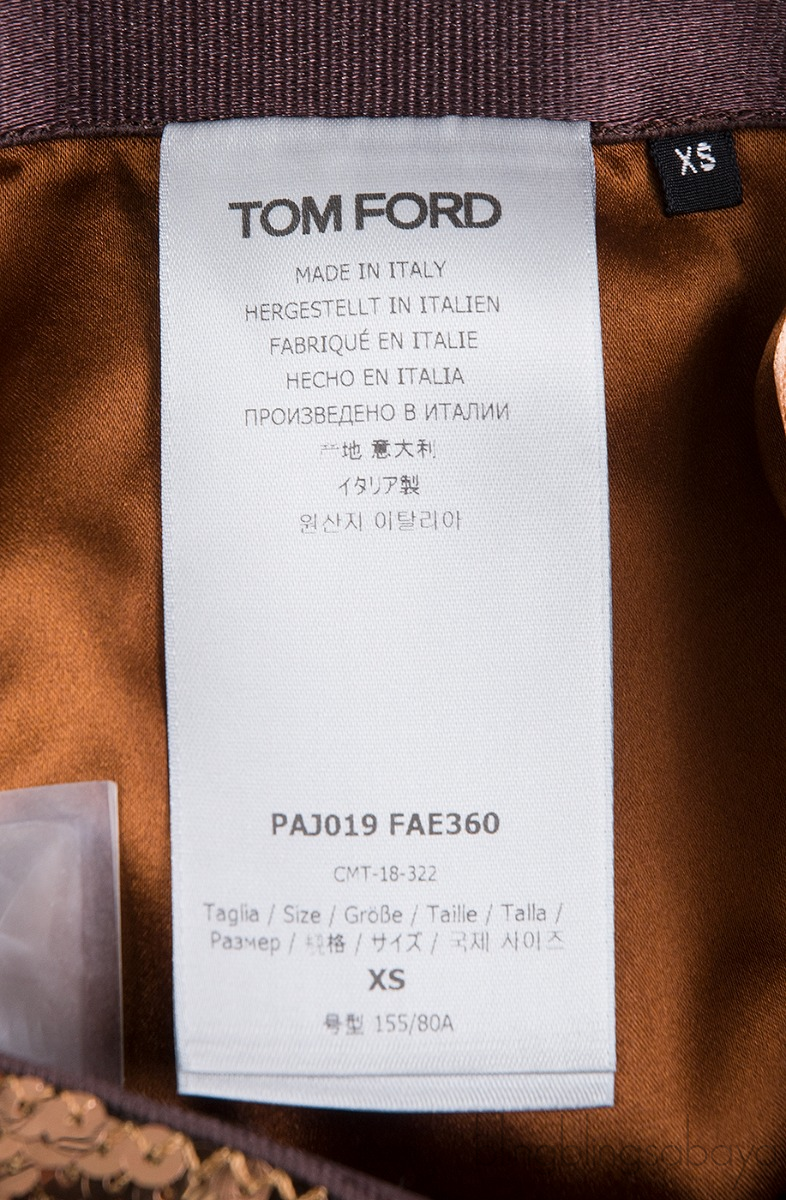 XS
TOM FORD
MADE IN ITALY
HERGESTELLT IN ITALIEN
FABRIQUÉ EN ITALIE
HECHO EN ITALIA
ПРОИЗВЕДЕНО В ИТАЛИИ
产地 意大利
イタリア製
원산지 이탈리아
PAJ019 FAE360
CMT-18-322
Taglia / Size / Größe / Taille / Talla /
Размер / 规格 / サイズ / 국제 사이즈
XS
号型 155/80A